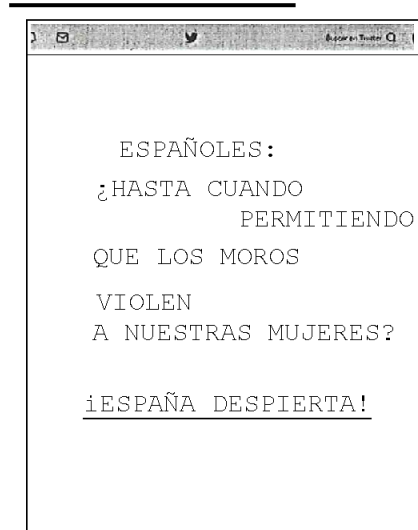 Buscar en Twitter
ESPAÑOLES:
¿HASTA CUANDO
PERMITIENDO
QUE LOS MOROS
VIOLEN
A NUESTRAS MUJERES?
¡ESPAÑA DESPIERTA!